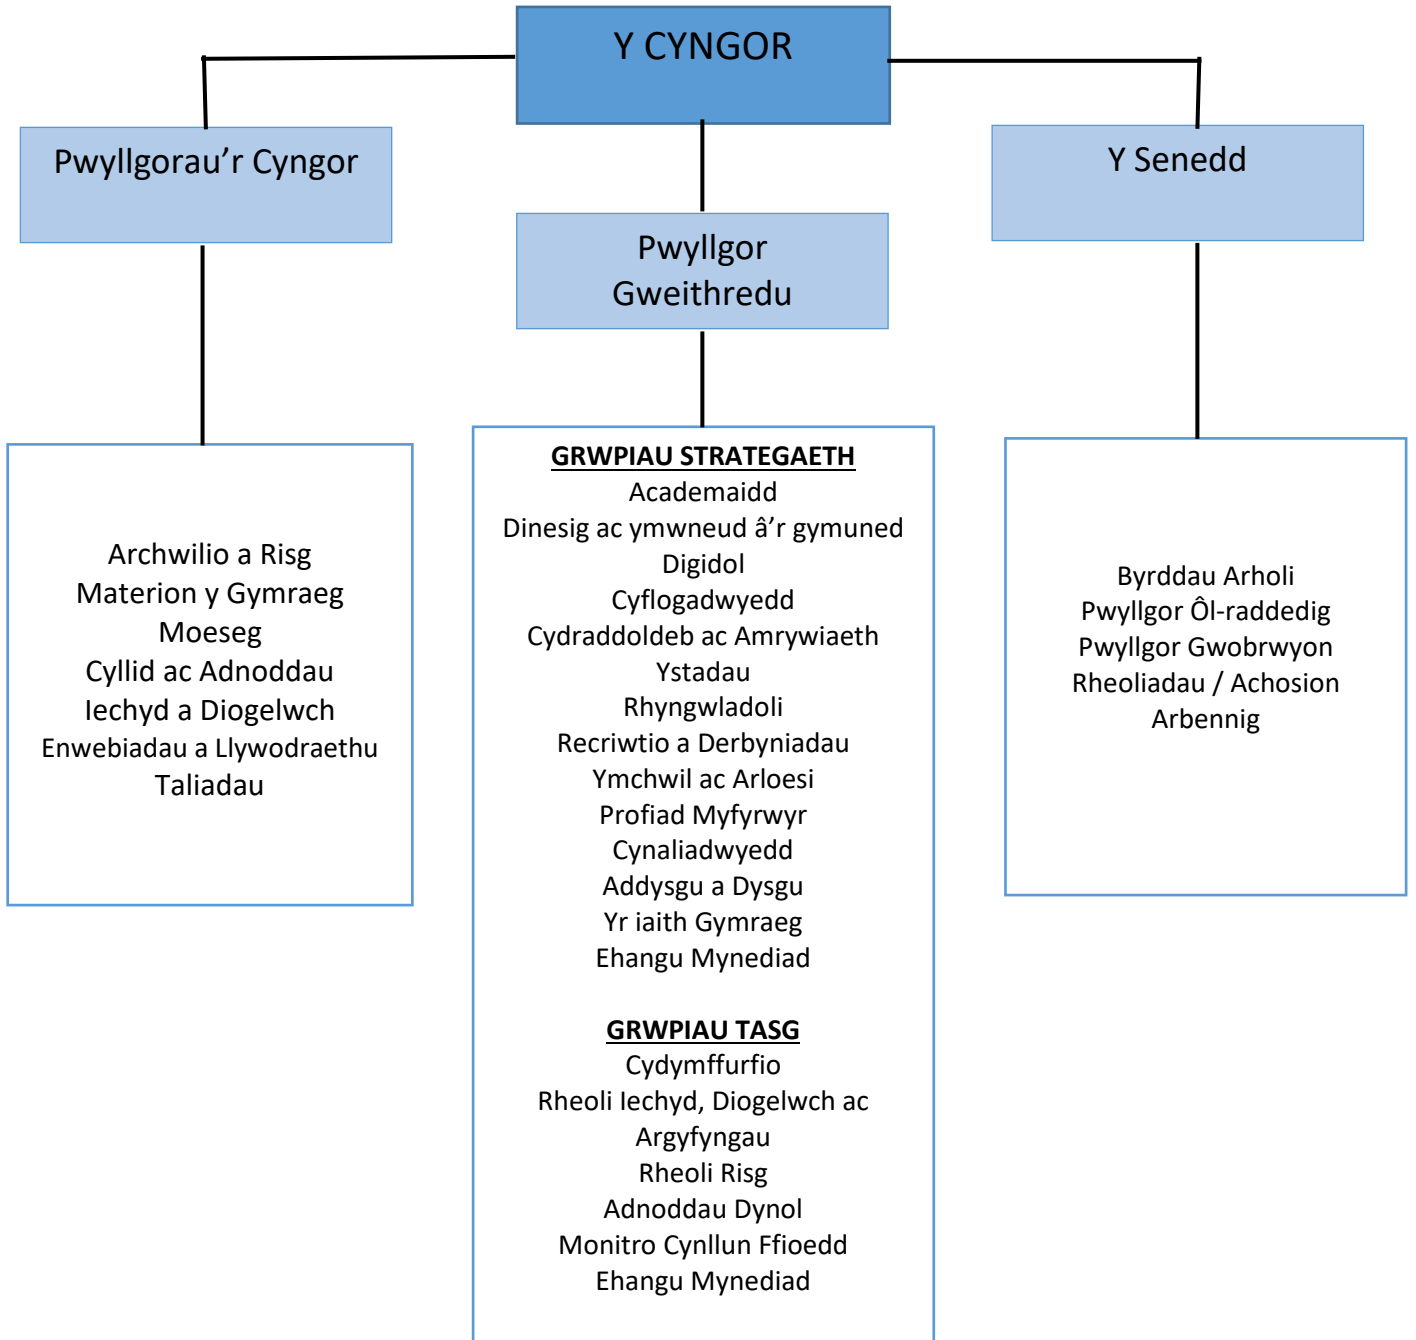 Y CYNGOR
Pwyllgorau’r Cyngor
Y Senedd
Pwyllgor
Gweithredu
Archwilio a Risg
Materion y Gymraeg
Moeseg
Cyllid ac Adnoddau
Iechyd a Diogelwch
Enwebiadau a Llywodraethu
Taliadau
GRWPIAU STRATEGAETH
Academaidd
Dinesig ac ymwneud â’r gymuned
Digidol
Cyflogadwyedd
Cydraddoldeb ac Amrywiaeth
Ystadau
Rhyngwladoli
Recriwtio a Derbyniadau
Ymchwil ac Arloesi
Profiad Myfyrwyr
Cynaliadwyedd
Addysgu a Dysgu
Yr iaith Gymraeg
Ehangu Mynediad
GRWPIAU TASG
Cydymffurfio
Rheoli Iechyd, Diogelwch ac
Argyfyngau
Rheoli Risg
Adnoddau Dynol
Monitro Cynllun Ffioedd
Ehangu Mynediad
Byrddau Arholi
Pwyllgor Ôl-raddedig
Pwyllgor Gwobrwyon
Rheoliadau / Achosion
Arbennig